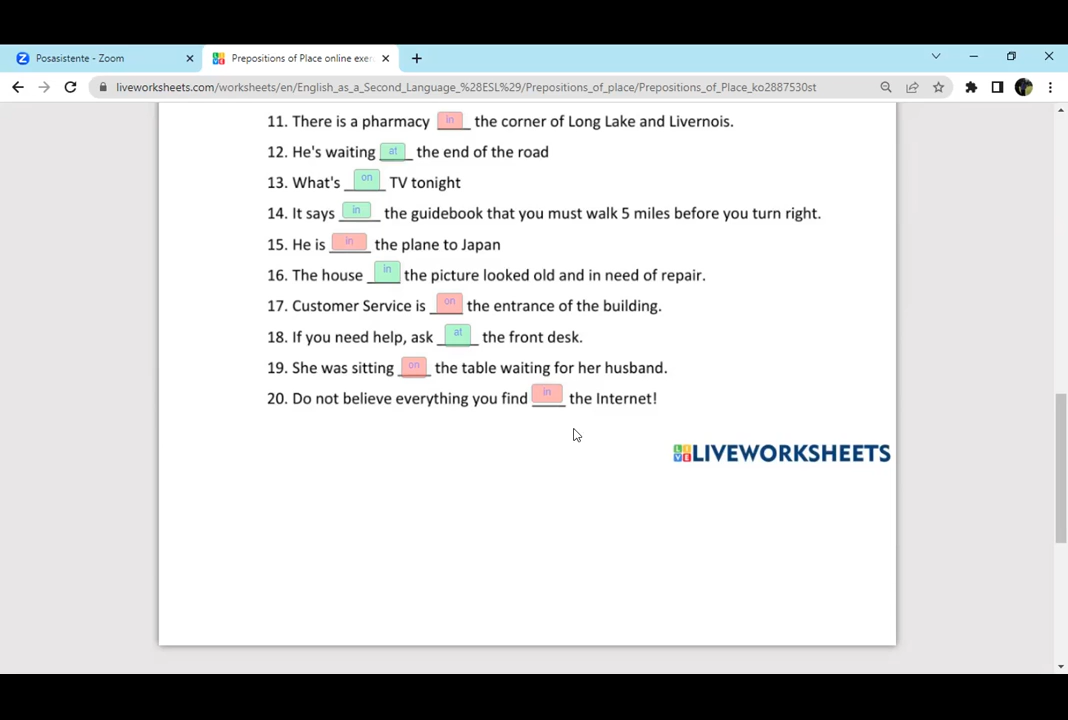 Posasistente - Zoom
Prepositions of Place online exer
liveworksheets.com/worksheets/en/English_as_a_Second_Language_%28ESL%29/Prepositions_of_place/Prepositions_of_Place_ko2887530st
11. There is a pharmacy in the corner of Long Lake and Livernois.
12. He's waiting at the end of the road
13. What's on TV tonight
14. It says in the guidebook that you must walk 5 miles before you turn right.
15. He is in the plane to Japan
16. The house in the picture looked old and in need of repair.
17. Customer Service is on the entrance of the building.
18. If you need help, ask at the front desk.
19. She was sitting on the table waiting for her husband.
20. Do not believe everything you find in the Internet!
LIVEWORKSHEETS